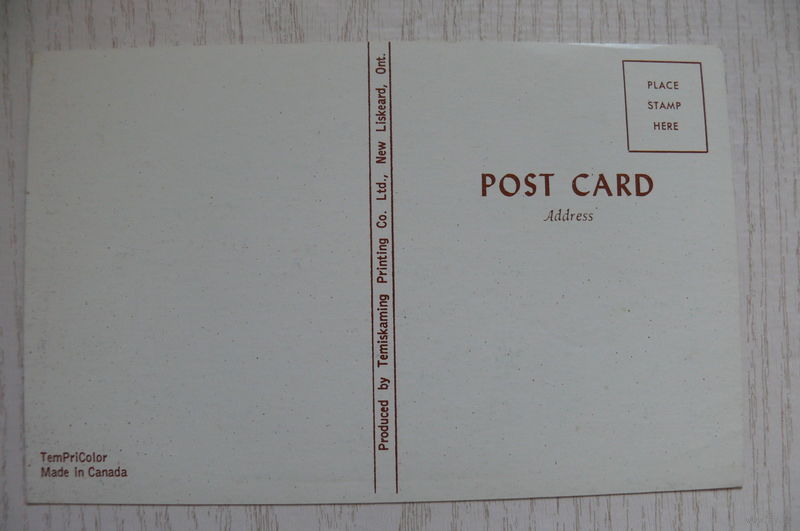 PLACE
STAMP
HERE
POST CARD
Address
Produced by Temiskaming Printing Co. Ltd., New Liskeard, Ont.
TemPriColor
Made in Canada